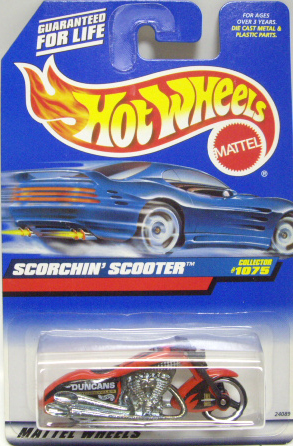 GUARANTEED
FOR LIFE
FOR AGES
OVER 3 YEARS.
DIE CAST METAL &
PLASTIC PARTS.
HOT WHEELS
MATTEL
®
SCORCHIN' SCOOTER™
COLLECTOR
#1075
DUNCANS
24089
MATTEL WHEELS